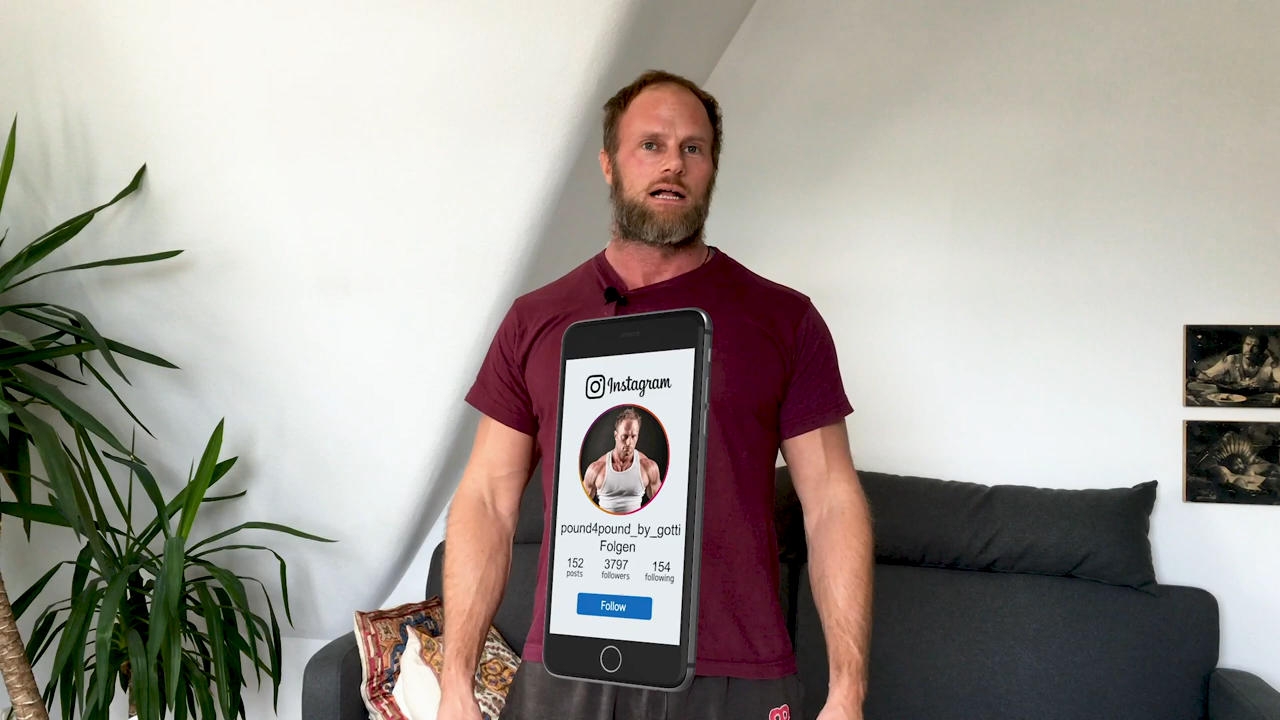 Instagram
pound4pound_by_gotti
Folgen
152 3797 154
posts followers following
Follow